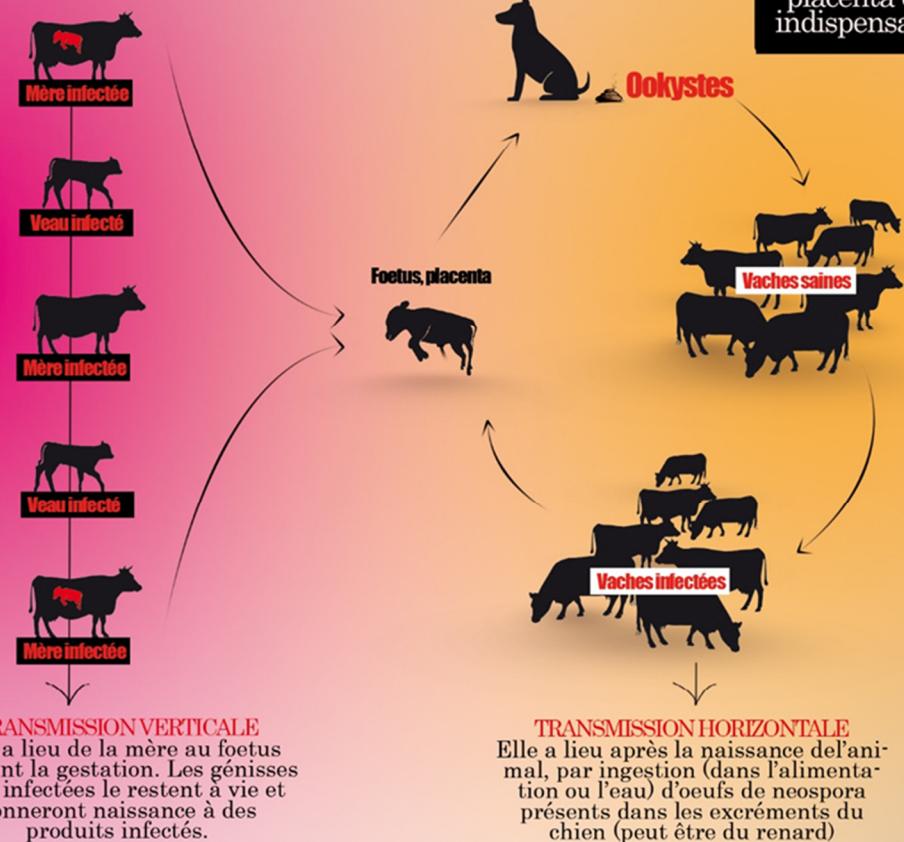 placenta
indispensa
Ookystes
Mère infectée
Veau infecté
Foetus, placenta
Vaches saines
Mère infectée
Veau infecté
Vaches infectées
Mère infectée
RANSMISSION VERTICALE
a lieu de la mère au foetus
nt la gestation. Les génisses
infectées le restent à vie et
onneront naissance à des
produits infectés.
TRANSMISSION HORIZONTALE
Elle a lieu après la naissance del'ani-
mal, par ingestion (dans l'alimenta-
tion ou l'eau) d'oeufs de neospora
présents dans les excréments du
chien (peut être du renard)